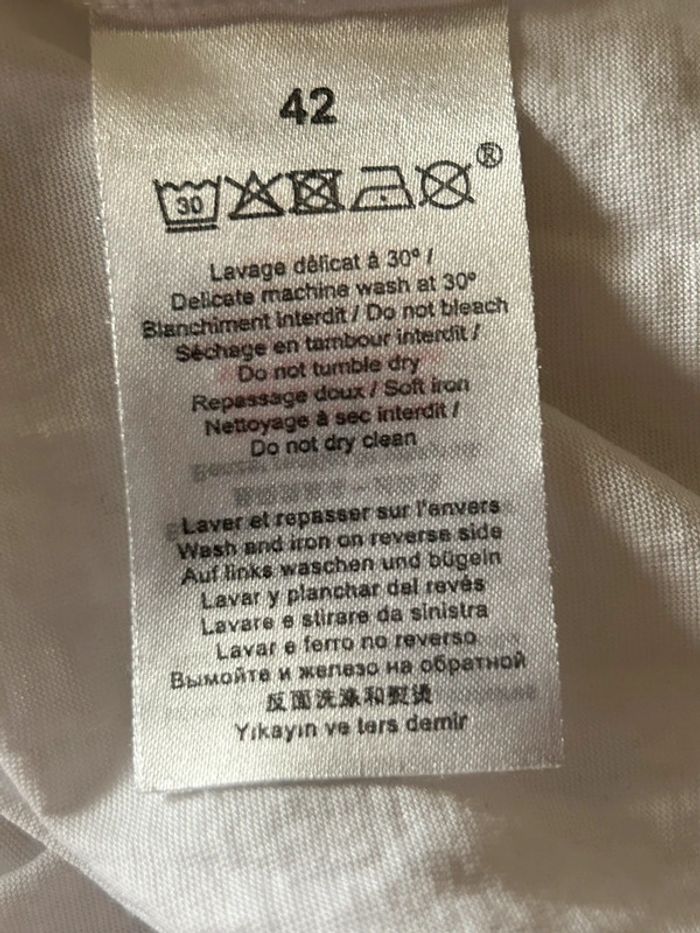 42
30
®
Lavage délicat à 30° /
Delicate machine wash at 30°
Blanchiment interdit / Do not bleach
Séchage en tambour interdit /
Do not tumble dry
Repassage doux / Soft iron
Nettoyage à sec interdit /
Do not dry clean
Laver et repasser sur l'envers
Wash and iron on reverse side
Auf links waschen und bügeln
Lavar y planchar del revés
Lavare e stirare da sinistra
Lavar e ferro no reverso
Вымойте и железо на обратной
反面洗涤和熨烫
Yıkayın ve ters demir